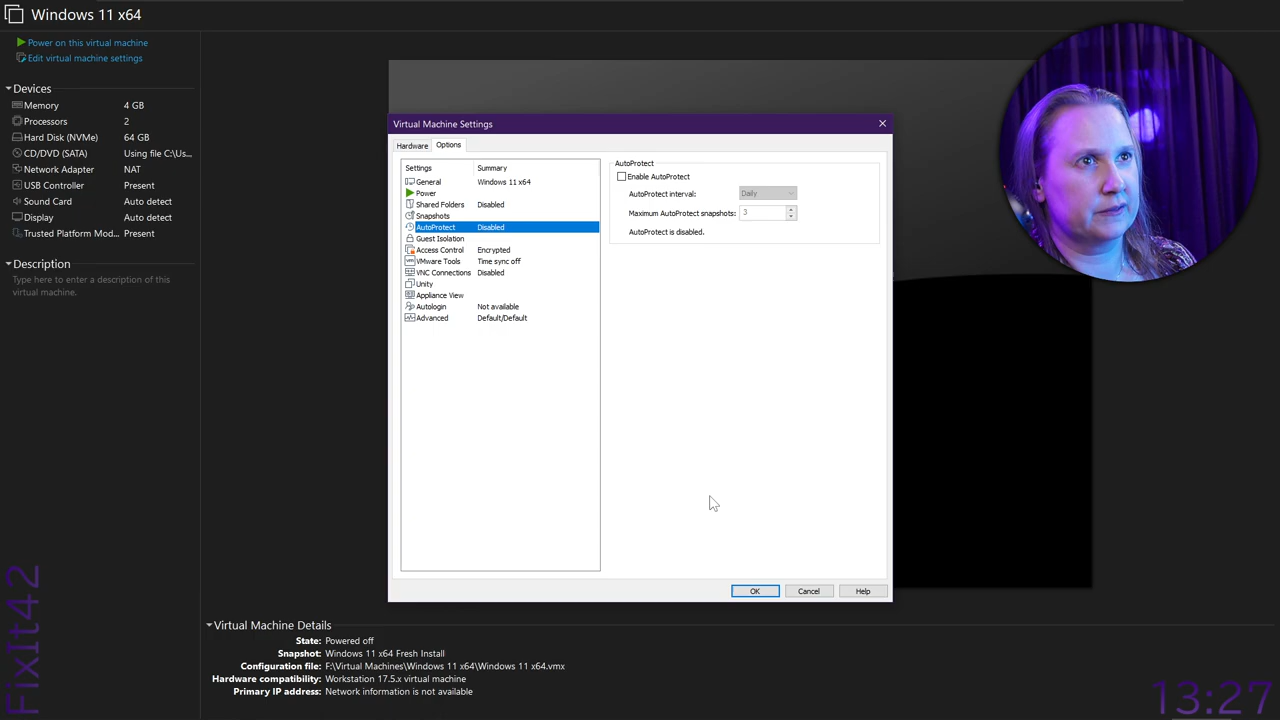 Windows 11 x64
Power on this virtual machine
Edit virtual machine settings
Devices
Memory 4 GB
Processors 2
Hard Disk (NVMe) 64 GB
CD/DVD (SATA) Using file C:\Us...
Network Adapter NAT
USB Controller Present
Sound Card Auto detect
Display Auto detect
Trusted Platform Mod... Present
Description
Type here to enter a description of this
virtual machine.
Virtual Machine Settings
Hardware Options
Settings Summary
General Windows 11 x64
Power
Shared Folders Disabled
Snapshots
AutoProtect Disabled
Guest Isolation
Access Control Encrypted
VMware Tools Time sync off
VNC Connections Disabled
Unity
Appliance View
Autologin Not available
Advanced Default/Default
AutoProtect
Enable AutoProtect
AutoProtect interval: Daily
Maximum AutoProtect snapshots: 3
AutoProtect is disabled.
OK Cancel Help
Virtual Machine Details
State: Powered off
Snapshot: Windows 11 x64 Fresh Install
Configuration file: F:\Virtual Machines\Windows 11 x64\Windows 11 x64.vmx
Hardware compatibility: Workstation 17.5.x virtual machine
Primary IP address: Network information is not available
FixIt42
13:27